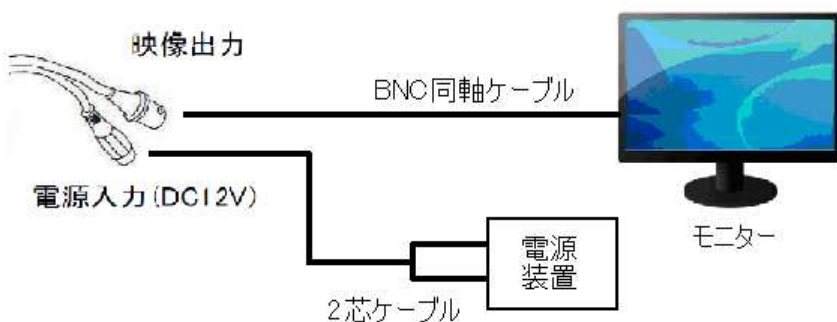 映像出力
BNC同軸ケーブル
電源入力(DC12V)
モニター
電源
装置
2芯ケーブル